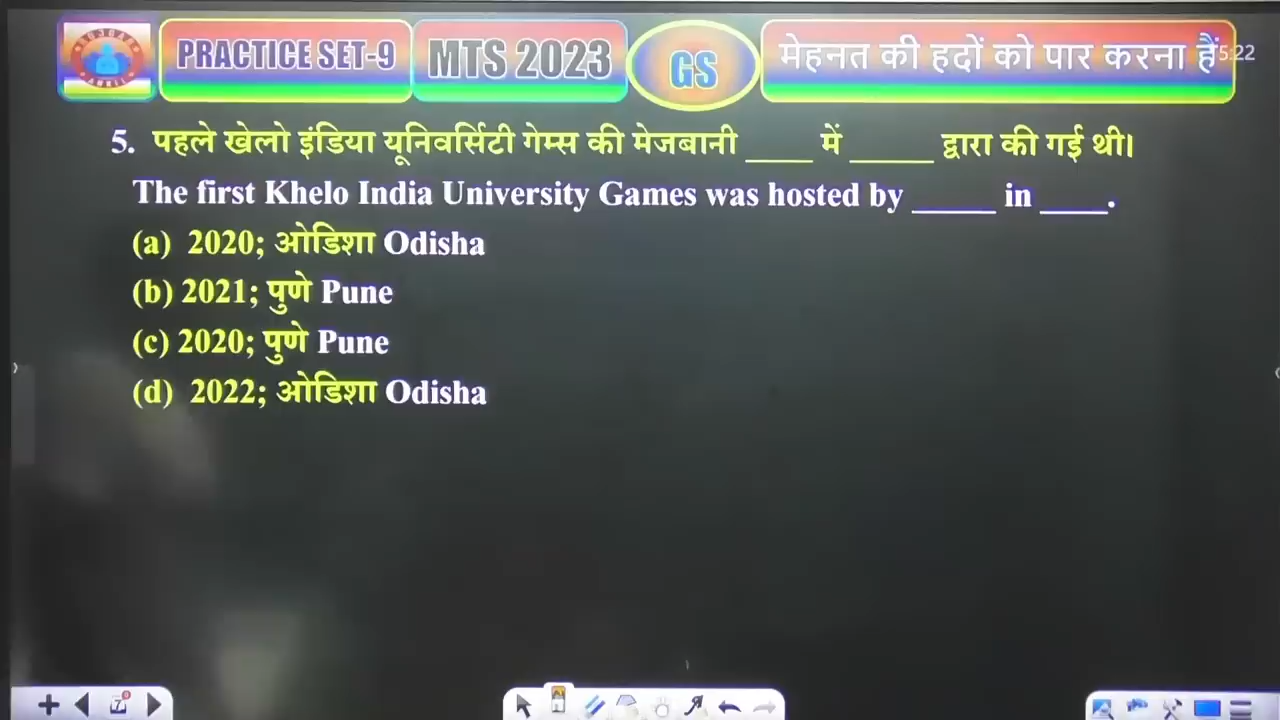 PRACTICE SET-9
MTS 2023
GS
मेहनत की हदों को पार करना हैं
5:22
5. पहले खेलो इंडिया यूनिवर्सिटी गेम्स की मेजबानी ____ में _____ द्वारा की गई थी।
The first Khelo India University Games was hosted by _____ in ____.
(a) 2020; ओडिशा Odisha
(b) 2021; पुणे Pune
(c) 2020; पुणे Pune
(d) 2022; ओडिशा Odisha